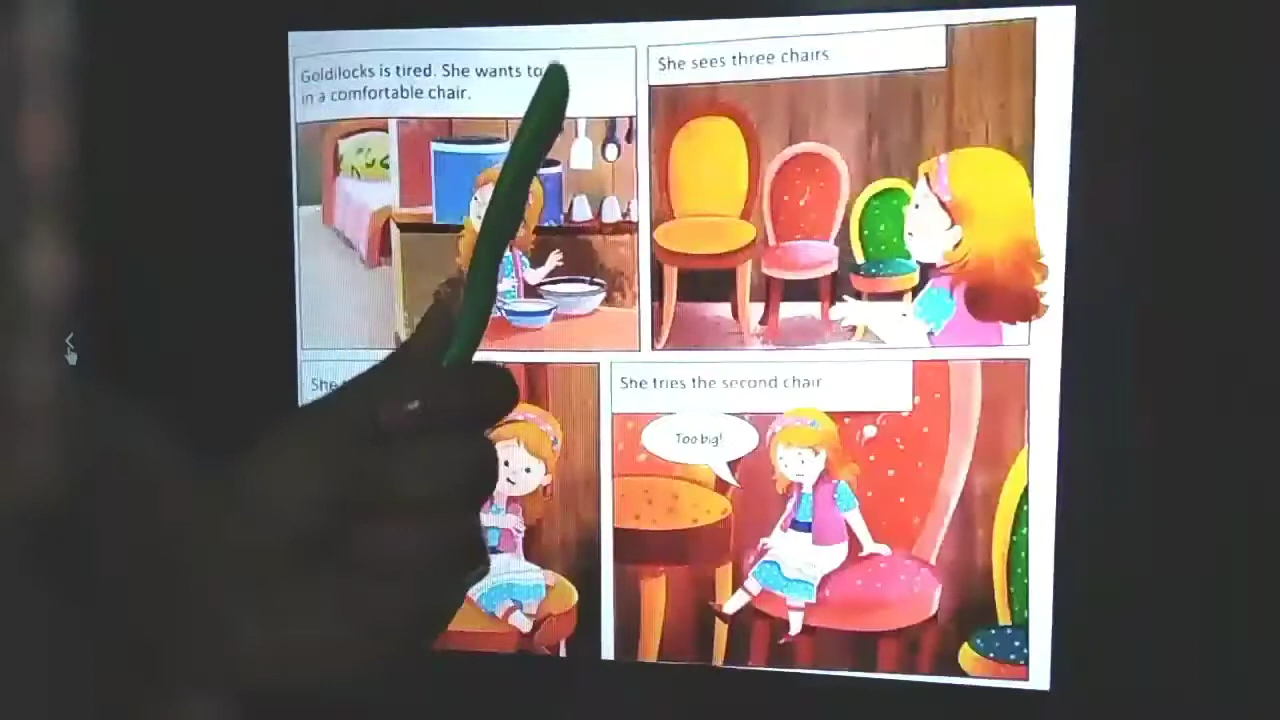 Goldilocks is tired. She wants to
in a comfortable chair.
She sees three chairs
She
She tries the second chair
Too big!